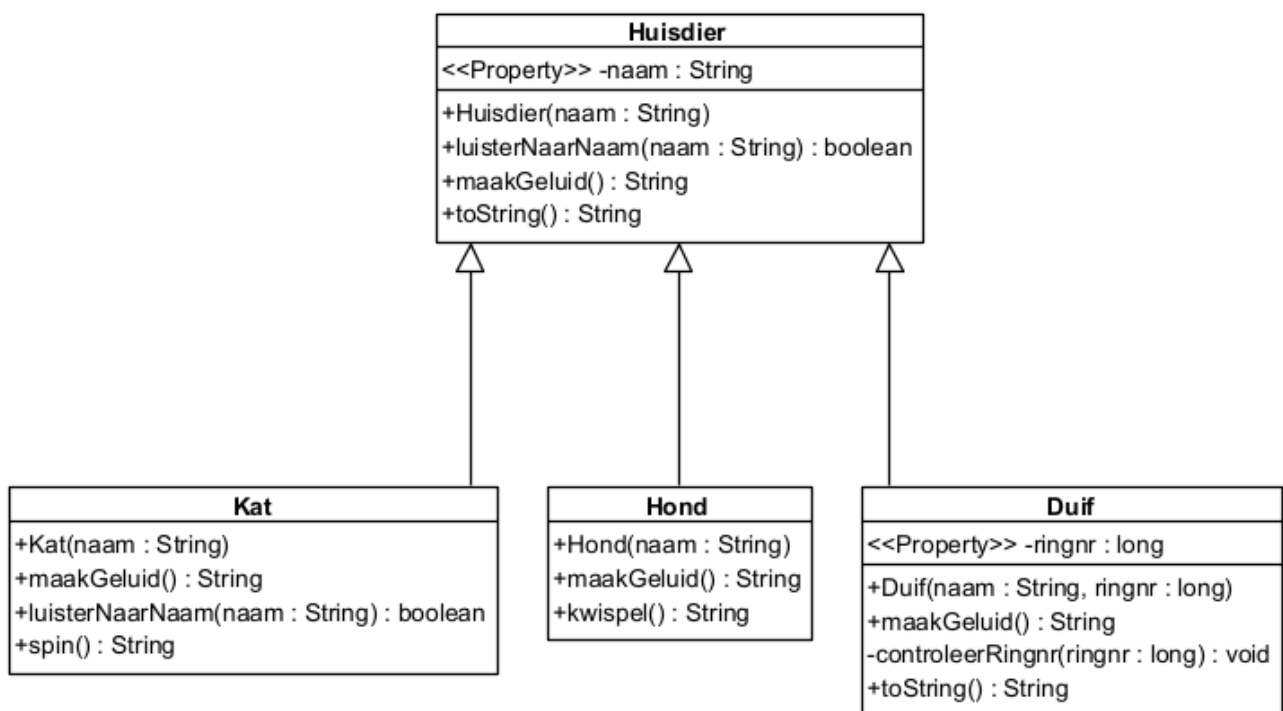 Huisdier
<<Property>> -naam : String
+Huisdier(naam : String)
+luisterNaarNaam(naam : String) : boolean
+maakGeluid() : String
+toString() : String
Kat
+Kat(naam : String)
+maakGeluid() : String
+luisterNaarNaam(naam : String) : boolean
+spin() : String
Hond
+Hond(naam : String)
+maakGeluid() : String
+kwispel() : String
Duif
<<Property>> -ringnr : long
+Duif(naam : String, ringnr : long)
+maakGeluid() : String
-controleerRingnr(ringnr : long) : void
+toString() : String